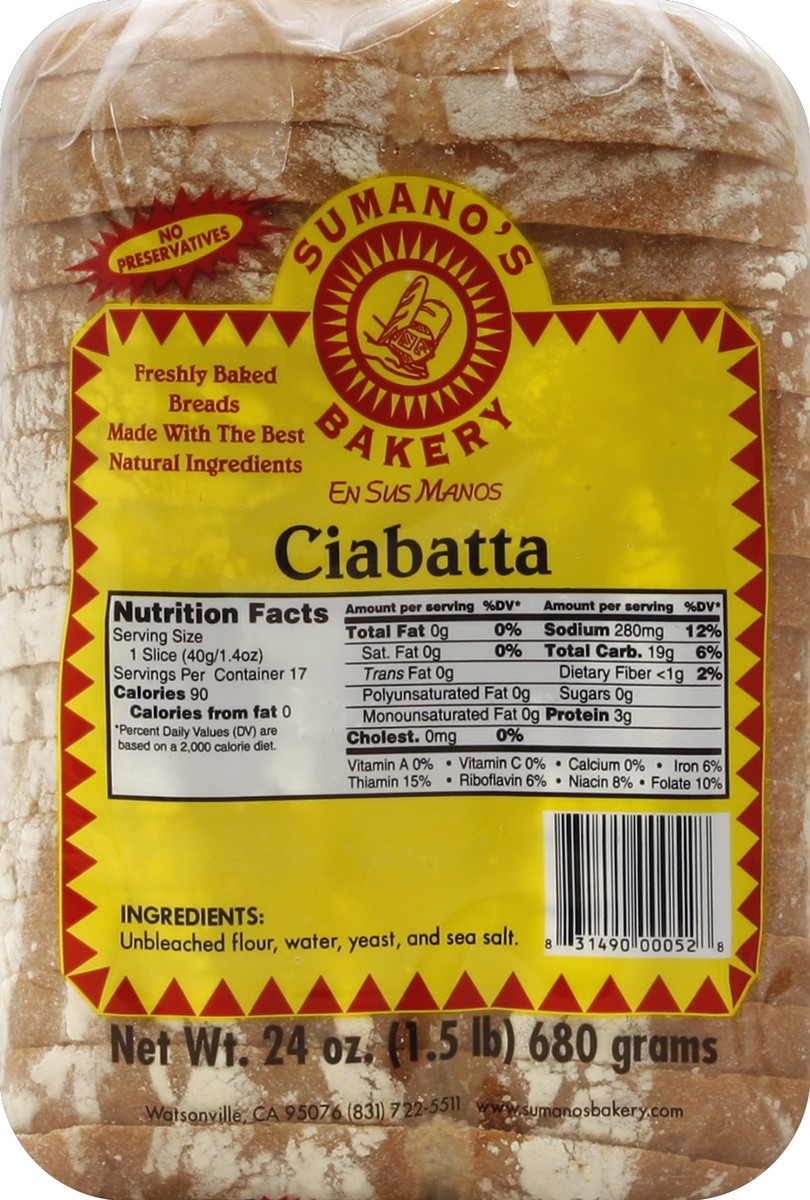 NO
PRESERVATIVES
SUMANO'S
BAKERY
Freshly Baked
Breads
Made With The Best
Natural Ingredients
EN SUS MANOS
Ciabatta
Nutrition Facts
Serving Size
1 Slice (40g/1.4oz)
Servings Per Container 17
Calories 90
Calories from fat 0
*Percent Daily Values (DV) are
based on a 2,000 calorie diet.
Amount per serving %DV* Amount per serving %DV*
Total Fat 0g 0% Sodium 280mg 12%
Sat. Fat 0g 0% Total Carb. 19g 6%
Trans Fat 0g Dietary Fiber <1g 2%
Polyunsaturated Fat 0g Sugars 0g
Monounsaturated Fat 0g Protein 3g
Cholest. 0mg 0%
Vitamin A 0% • Vitamin C 0% • Calcium 0% • Iron 6%
Thiamin 15% • Riboflavin 6% • Niacin 8% • Folate 10%
INGREDIENTS:
Unbleached flour, water, yeast, and sea salt.
8 31490 00052 8
Net Wt. 24 oz. (1.5 lb) 680 grams
Watsonville, CA 95076 (831) 722-5511 www.sumanosbakery.com